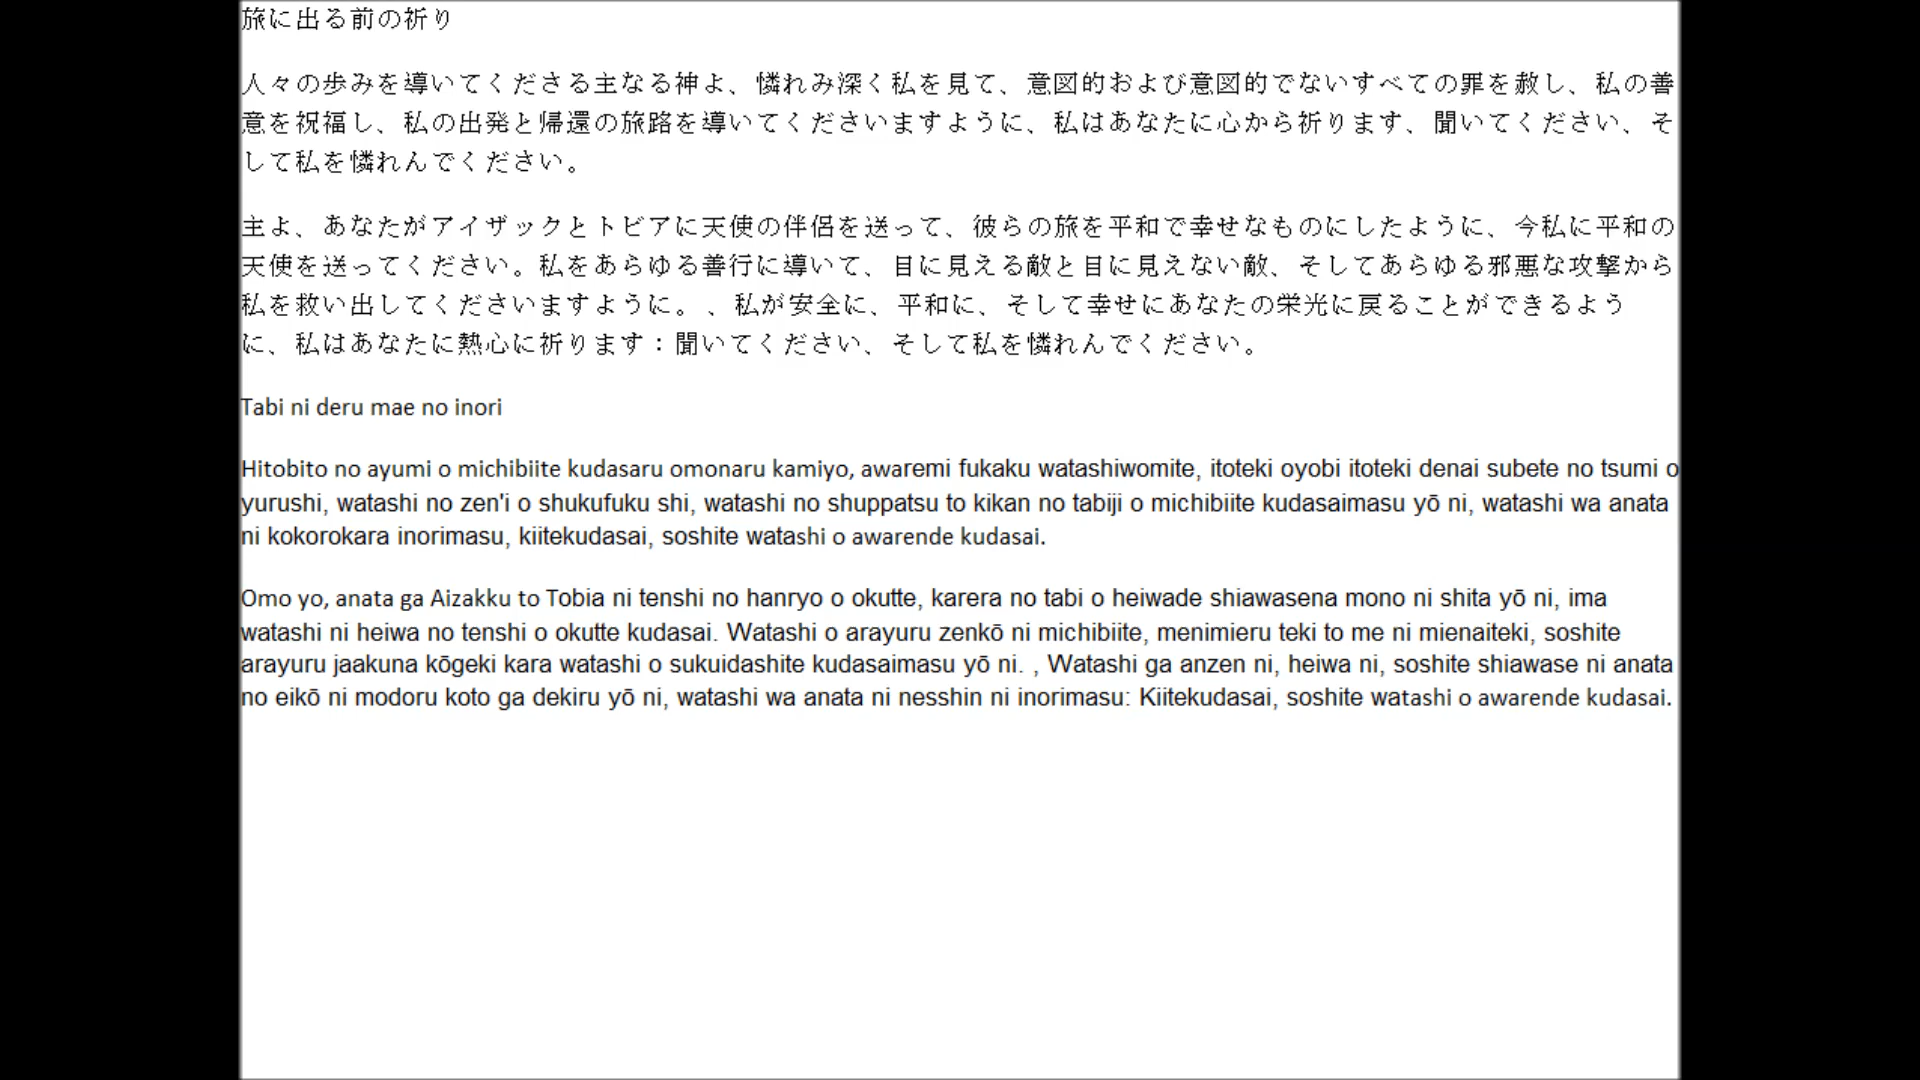 旅に出る前の祈り
人々の歩みを導いてくださる主なる神よ、憐れみ深く私を見て、意図的および意図的でないすべての罪を赦し、私の善
意を祝福し、私の出発と帰還の旅路を導いてくださいますように、私はあなたに心から祈ります、聞いてください、そ
して私を憐れんでください。
主よ、あなたがアイザックとトビアに天使の伴侶を送って、彼らの旅を平和で幸せなものにしたように、今私に平和の
天使を送ってください。私をあらゆる善行に導いて、目に見える敵と目に見えない敵、そしてあらゆる邪悪な攻撃から
私を救い出してくださいますように。、私が安全に、平和に、そして幸せにあなたの栄光に戻ることができるよう
に、私はあなたに熱心に祈ります：聞いてください、そして私を憐れんでください。
Tabi ni deru mae no inori
Hitobito no ayumi o michibiite kudasaru omonaru kamiyo, awaremi fukaku watashiwomite, itoteki oyobi itoteki denai subete no tsumi o
yurushi, watashi no zen'i o shukufuku shi, watashi no shuppatsu to kikan no tabiji o michibiite kudasaimasu yō ni, watashi wa anata
ni kokorokara inorimasu, kiitekudasai, soshite watashi o awarende kudasai.
Omo yo, anata ga Aizakku to Tobia ni tenshi no hanryo o okutte, karera no tabi o heiwade shiawasena mono ni shita yō ni, ima
watashi ni heiwa no tenshi o okutte kudasai. Watashi o arayuru zenkō ni michibiite, menimieru teki to me ni mienaiteki, soshite
arayuru jaakuna kōgeki kara watashi o sukuidashite kudasaimasu yō ni. , Watashi ga anzen ni, heiwa ni, soshite shiawase ni anata
no eikō ni modoru koto ga dekiru yō ni, watashi wa anata ni nesshin ni inorimasu: Kiitekudasai, soshite watashi o awarende kudasai.